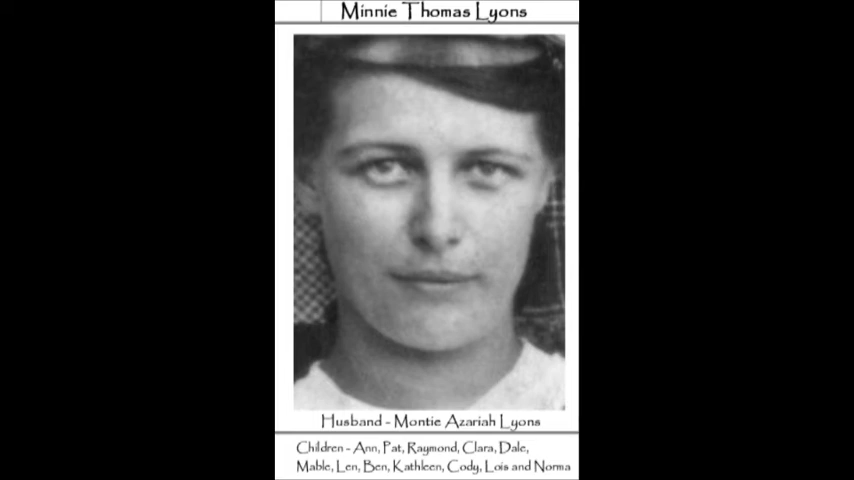 Minnie Thomas Lyons
Husband - Montie Azariah Lyons
Children - Ann, Pat, Raymond, Clara, Dale,
Mable, Len, Ben, Kathleen, Cody, Lois and Norma